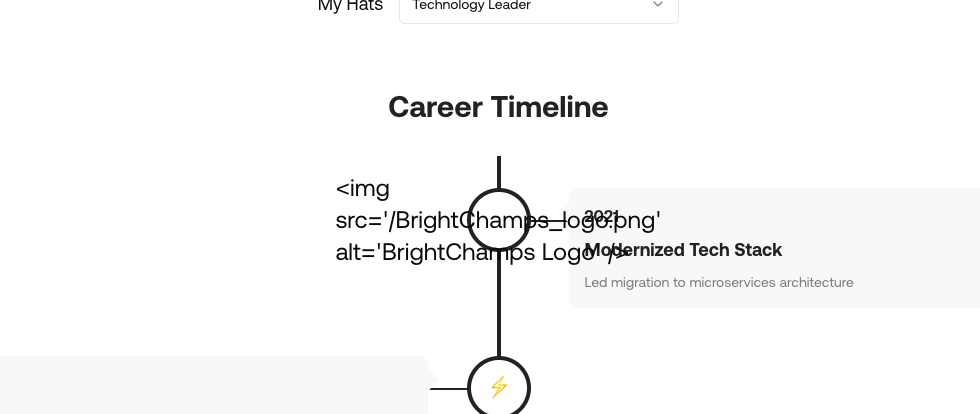 My Hats
Technology Leader
Career Timeline
<img
src='/BrightChamps_logo.png'
alt='BrightChamps Logo' />
2021
Modernized Tech Stack
Led migration to microservices architecture